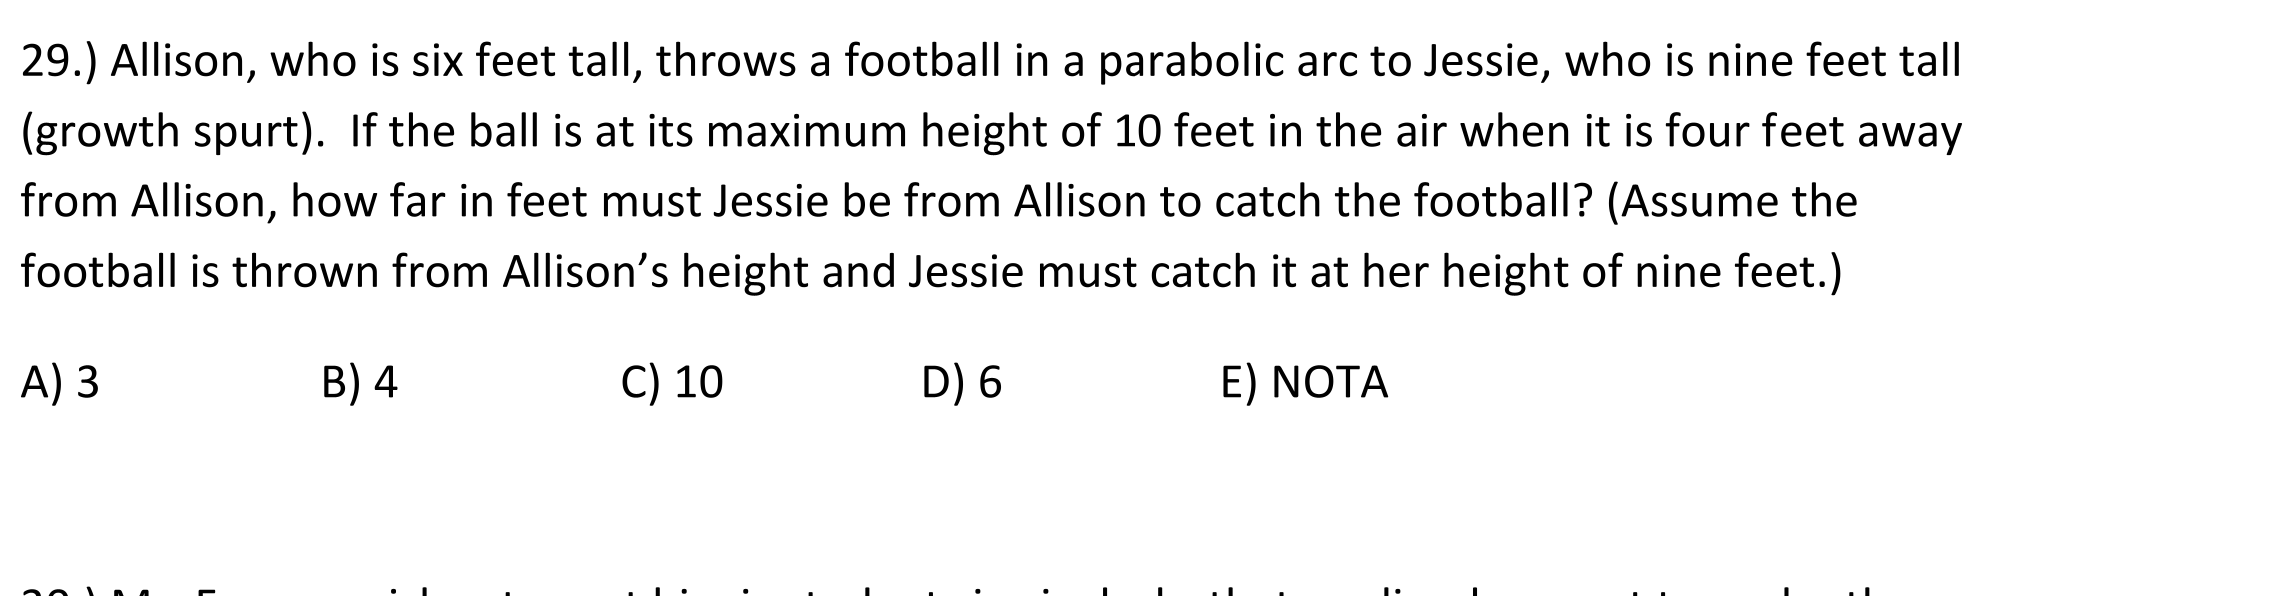 29.) Allison, who is six feet tall, throws a football in a parabolic arc to Jessie, who is nine feet tall
(growth spurt).  If the ball is at its maximum height of 10 feet in the air when it is four feet away
from Allison, how far in feet must Jessie be from Allison to catch the football? (Assume the
football is thrown from Allison’s height and Jessie must catch it at her height of nine feet.)
A) 3 B) 4 C) 10 D) 6 E) NOTA